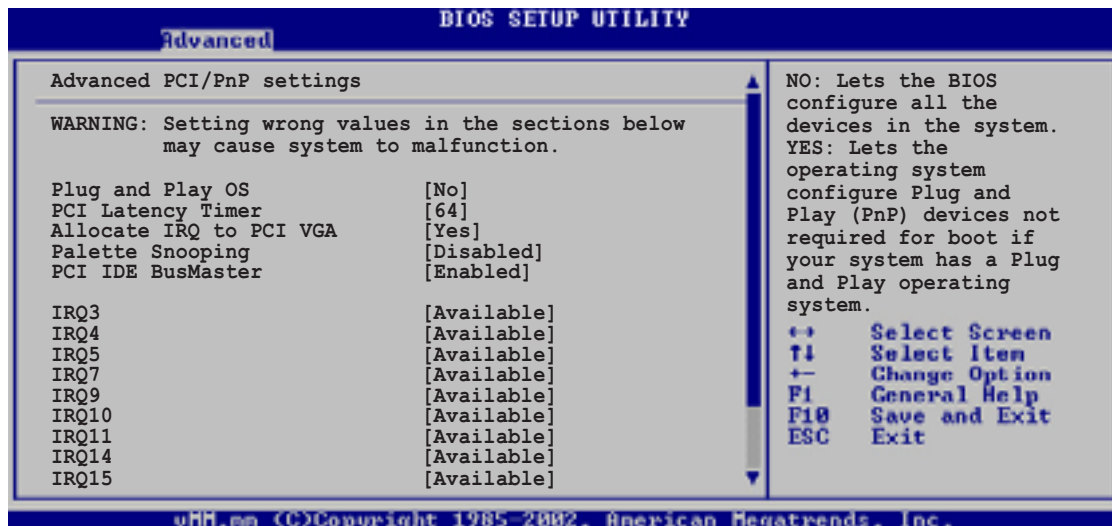 BIOS SETUP UTILITY
Advanced
Advanced PCI/PnP settings
WARNING: Setting wrong values in the sections below
may cause system to malfunction.
Plug and Play OS [No]
PCI Latency Timer [64]
Allocate IRQ to PCI VGA [Yes]
Palette Snooping [Disabled]
PCI IDE BusMaster [Enabled]
IRQ3 [Available]
IRQ4 [Available]
IRQ5 [Available]
IRQ7 [Available]
IRQ9 [Available]
IRQ10 [Available]
IRQ11 [Available]
IRQ14 [Available]
IRQ15 [Available]
NO: Lets the BIOS
configure all the
devices in the system.
YES: Lets the
operating system
configure Plug and
Play (PnP) devices not
required for boot if
your system has a Plug
and Play operating
system.
←→ Select Screen
↑↓ Select Item
+- Change Option
F1 General Help
F10 Save and Exit
ESC Exit
(C)Copyright 1985-2002, American Megatrends, Inc.